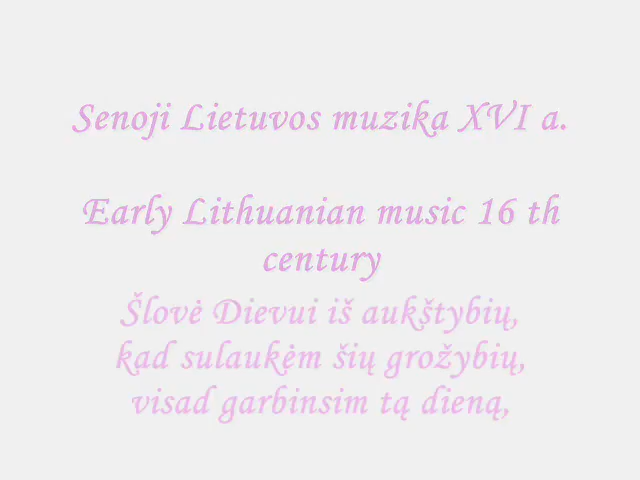 Senoji Lietuvos muzika XVI a.
Early Lithuanian music 16 th
century
Šlovė Dievui iš aukštybių,
kad sulaukėm šių grožybių,
visad garbinsim tą dieną,